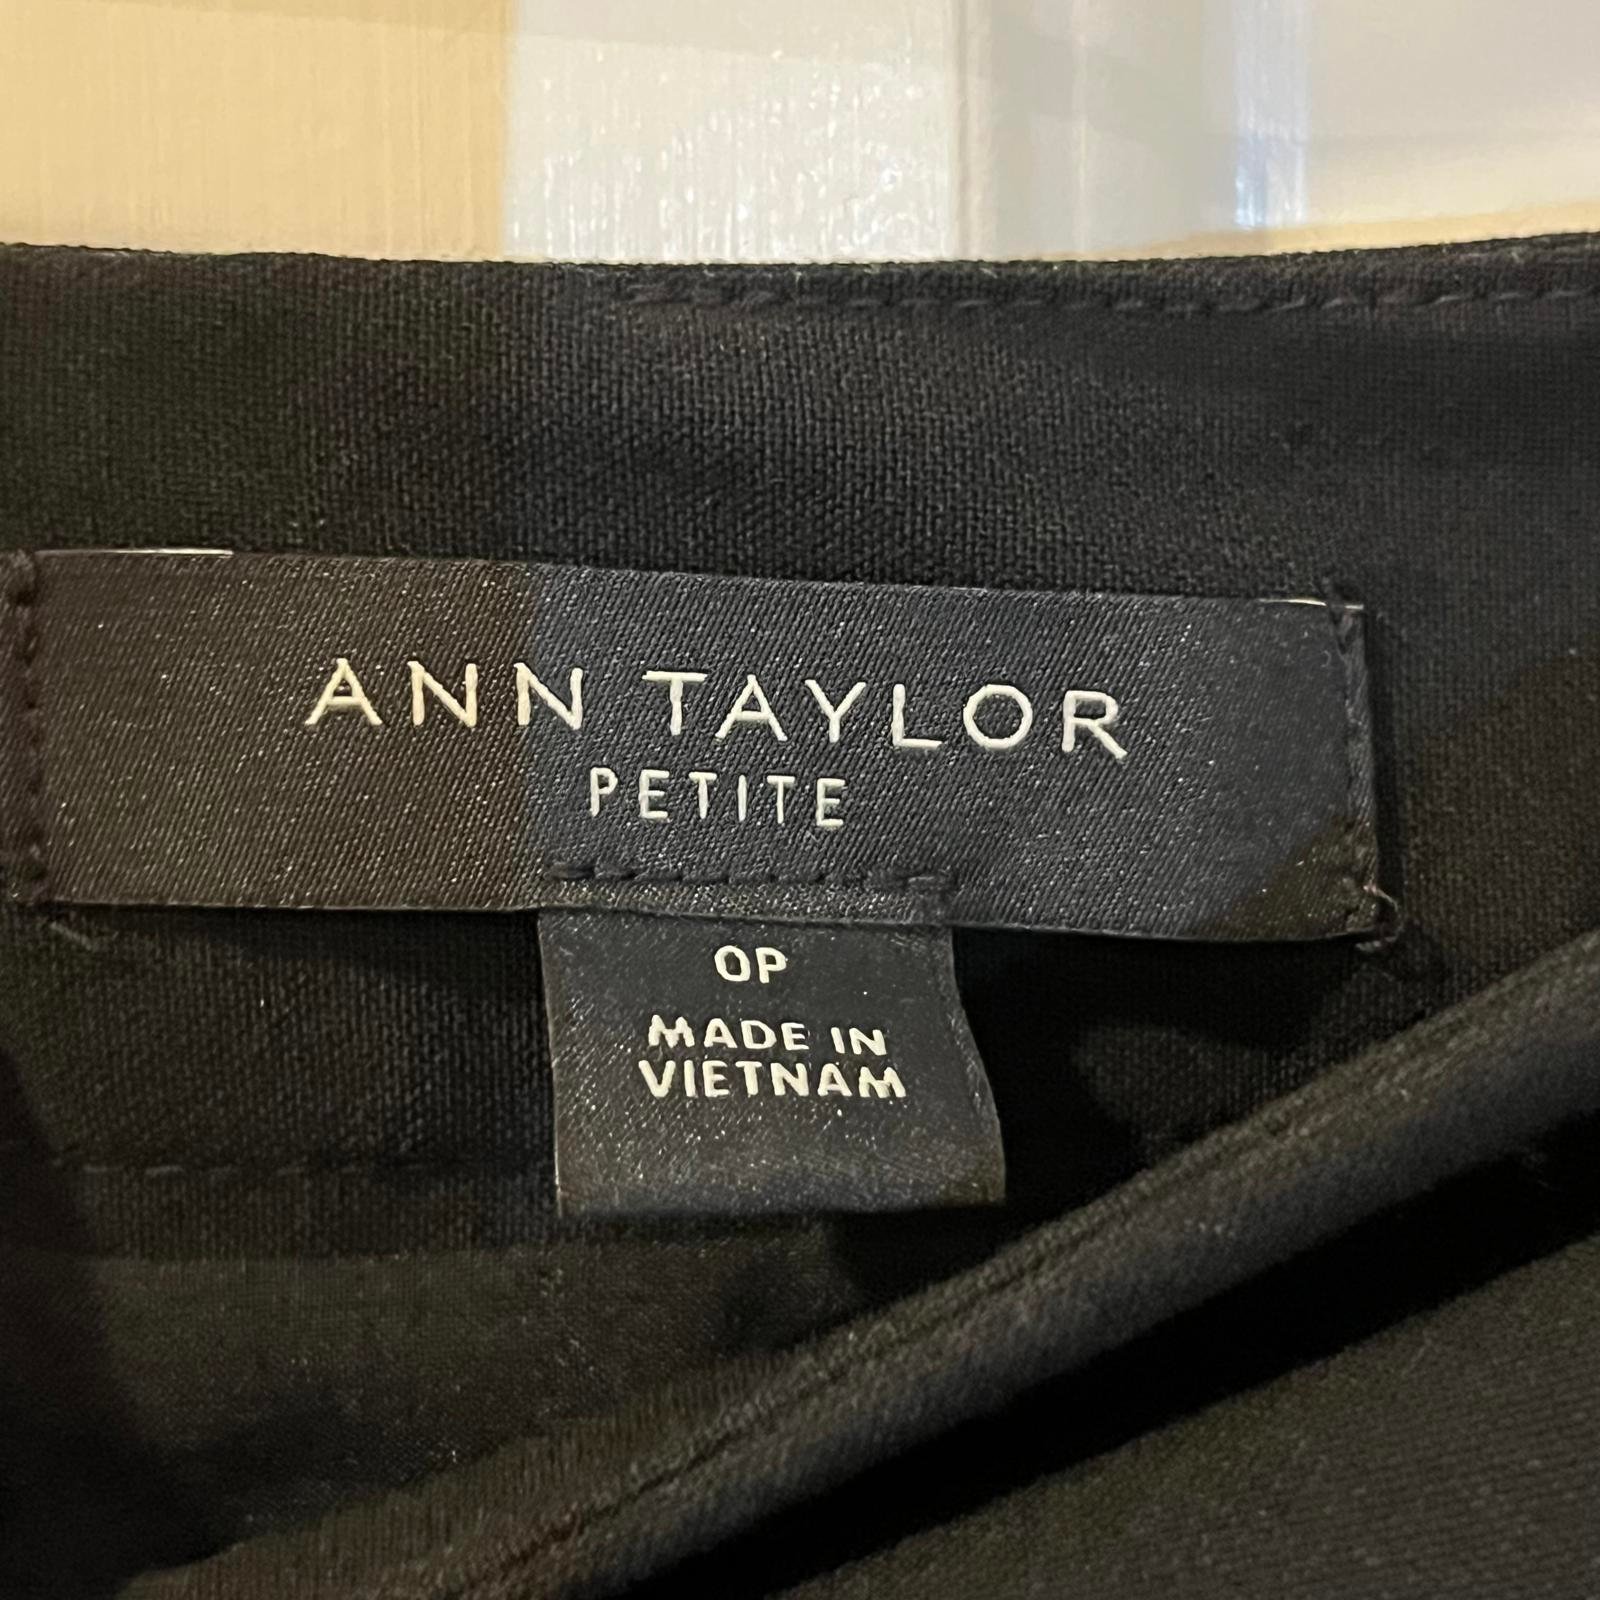 ANN TAYLOR
PETITE
0P
MADE IN
VIETNAM